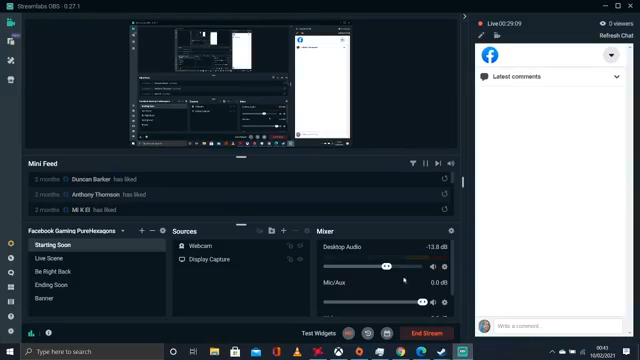 Streamlabs OBS - 0.27.1
Live 00:29:09
0 viewers
Refresh Chat
Latest comments
Mini Feed
2 months Duncan Barker has liked
2 months Anthony Thomson has liked
2 months Mi K El has liked
Facebook Gaming PureHexagons
Starting Soon
Live Scene
Be Right Back
Ending Soon
Banner
Sources
Webcam
Display Capture
Mixer
Desktop Audio -13.8 dB
Mic/Aux 0.0 dB
Test Widgets
REC
End Stream
Write a comment...
Type here to search
00:43
10/02/2021